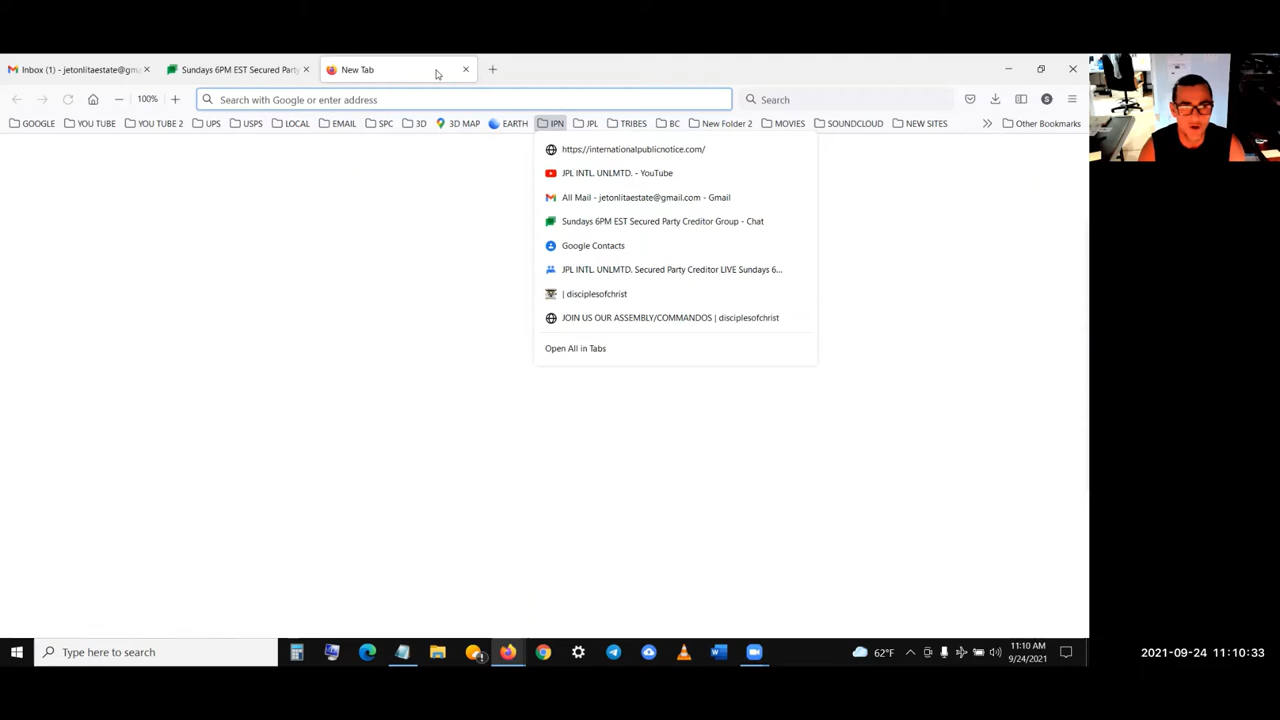 Inbox (1) - jetonlitaestate@gm
Sundays 6PM EST Secured Party
New Tab
100%
Search with Google or enter address
Search
GOOGLE
YOU TUBE
YOU TUBE 2
UPS
USPS
LOCAL
EMAIL
SPC
3D
3D MAP
EARTH
IPN
JPL
TRIBES
BC
New Folder 2
MOVIES
SOUNDCLOUD
NEW SITES
Other Bookmarks
https://internationalpublicnotice.com/
JPL INTL. UNLMTD. - YouTube
All Mail - jetonlitaestate@gmail.com - Gmail
Sundays 6PM EST Secured Party Creditor Group - Chat
Google Contacts
JPL INTL. UNLMTD. Secured Party Creditor LIVE Sundays 6...
| disciplesofchrist
JOIN US OUR ASSEMBLY/COMMANDOS | disciplesofchrist
Open All in Tabs
Type here to search
62°F
11:10 AM
9/24/2021
2021-09-24 11:10:33